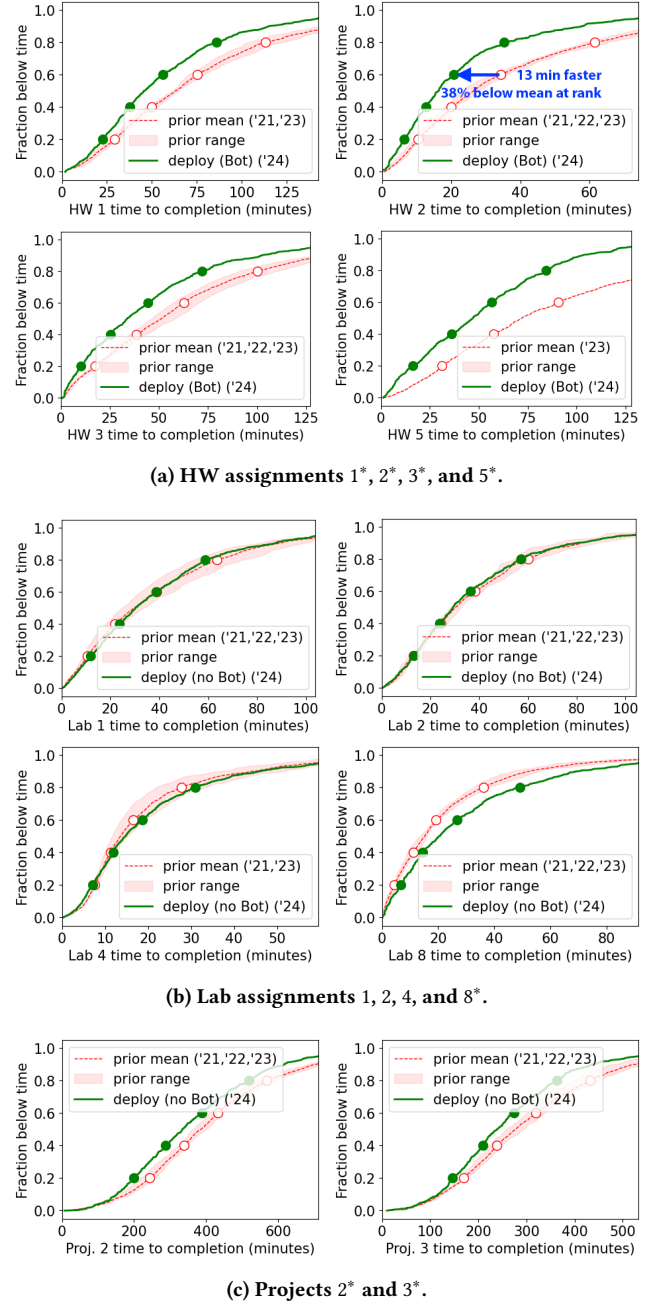 1.0
0.8
0.6
0.4
0.2
0.0
Fraction below time
prior mean ('21,'23)
prior range
deploy (Bot) ('24)
0 25 50 75 100 125
HW 1 time to completion (minutes)
1.0
0.8
0.6
0.4
0.2
0.0
Fraction below time
13 min faster
38% below mean at rank
prior mean ('21,'22,'23)
prior range
deploy (Bot) ('24)
0 20 40 60
HW 2 time to completion (minutes)
1.0
0.8
0.6
0.4
0.2
0.0
Fraction below time
prior mean ('21,'22,'23)
prior range
deploy (Bot) ('24)
0 25 50 75 100 125
HW 3 time to completion (minutes)
1.0
0.8
0.6
0.4
0.2
0.0
Fraction below time
prior mean ('23)
prior range
deploy (Bot) ('24)
0 25 50 75 100 125
HW 5 time to completion (minutes)
(a) HW assignments 1*, 2*, 3*, and 5*.
1.0
0.8
0.6
0.4
0.2
0.0
Fraction below time
prior mean ('21,'22,'23)
prior range
deploy (no Bot) ('24)
0 20 40 60 80 100
Lab 1 time to completion (minutes)
1.0
0.8
0.6
0.4
0.2
0.0
Fraction below time
prior mean ('21,'22,'23)
prior range
deploy (no Bot) ('24)
0 20 40 60 80 100
Lab 2 time to completion (minutes)
1.0
0.8
0.6
0.4
0.2
0.0
Fraction below time
prior mean ('21,'23)
prior range
deploy (no Bot) ('24)
0 10 20 30 40 50
Lab 4 time to completion (minutes)
1.0
0.8
0.6
0.4
0.2
0.0
Fraction below time
prior mean ('21,'22,'23)
prior range
deploy (no Bot) ('24)
0 20 40 60 80
Lab 8 time to completion (minutes)
(b) Lab assignments 1, 2, 4, and 8*.
1.0
0.8
0.6
0.4
0.2
0.0
Fraction below time
prior mean ('21,'22,'23)
prior range
deploy (no Bot) ('24)
0 200 400 600
Proj. 2 time to completion (minutes)
1.0
0.8
0.6
0.4
0.2
0.0
Fraction below time
prior mean ('21,'22,'23)
prior range
deploy (no Bot) ('24)
0 100 200 300 400 500
Proj. 3 time to completion (minutes)
(c) Projects 2* and 3*.